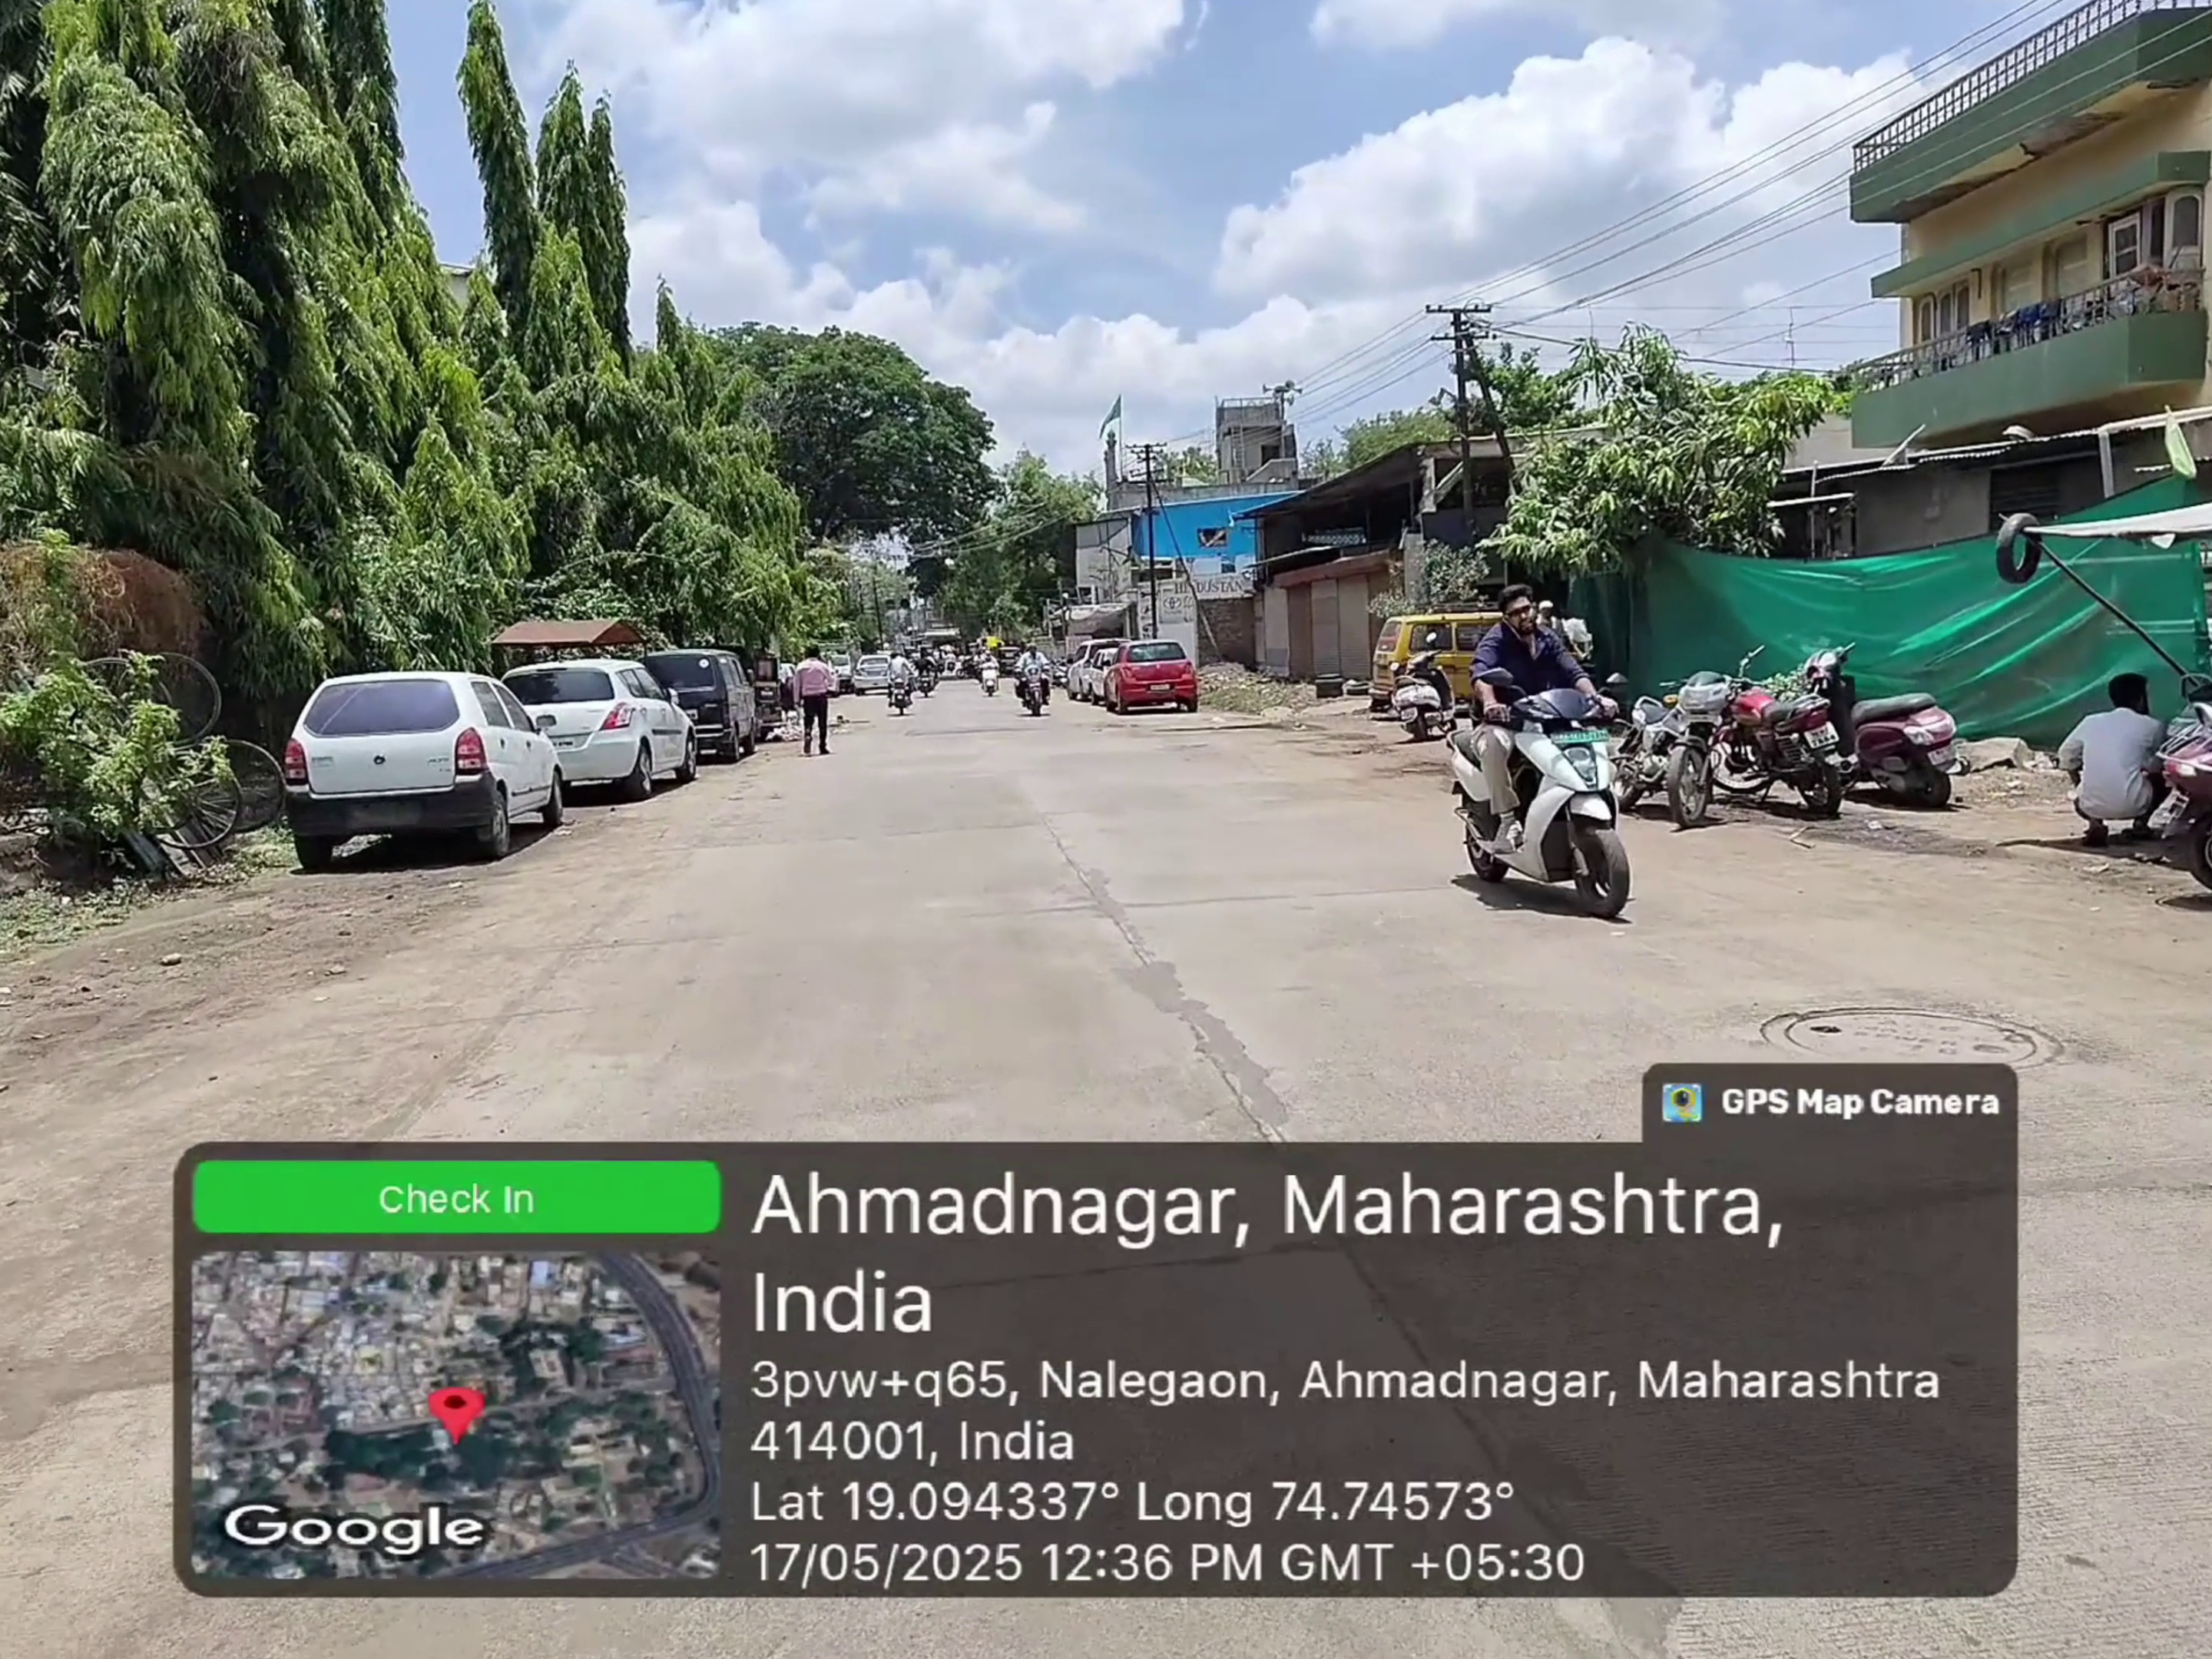 HINDUSTAN
GPS Map Camera
Check In
Ahmadnagar, Maharashtra,
India
3pvw+q65, Nalegaon, Ahmadnagar, Maharashtra
414001, India
Lat 19.094337° Long 74.74573°
17/05/2025 12:36 PM GMT +05:30
Google